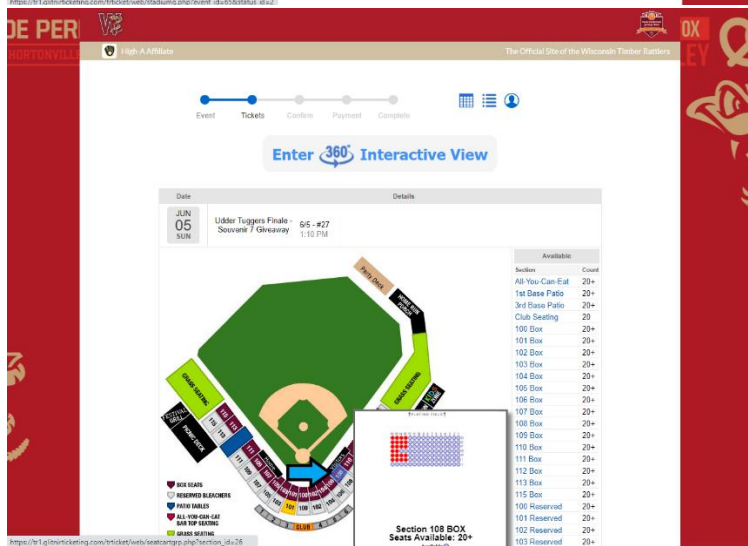 https://tr1.glitnirticketing.com/trticket/web/stadiumg.php?event_id=65&status_id=2
DE PERE
HORTONVILLE
BOX
High-A Affiliate
The Official Site of the Wisconsin Timber Rattlers
Event
Tickets
Confirm
Payment
Complete
Enter 360° Interactive View
Date
Details
JUN
05
SUN
Udder Tuggers Finale -
Souvenir 7 Giveaway
6/5 - #27
1:10 PM
Available
Section
Count
All-You-Can-Eat
20+
1st Base Patio
20+
3rd Base Patio
20+
Club Seating
20
100 Box
20+
101 Box
20+
102 Box
20+
103 Box
20+
104 Box
20+
105 Box
20+
106 Box
20+
107 Box
20+
108 Box
20+
109 Box
20+
110 Box
20+
111 Box
20+
112 Box
20+
113 Box
20+
115 Box
20+
100 Reserved
20+
101 Reserved
20+
102 Reserved
20+
103 Reserved
20+
Party Deck
HOME RUN
PORCH
GRASS SEATING
GRASS SEATING
FESTIVAL
GRILL
PICNIC DECK
CLUB
BOX SEATS
RESERVED BLEACHERS
PATIO TABLES
ALL-YOU-CAN-EAT
BAR TOP SEATING
GRASS SEATING
Section 108 BOX
Seats Available: 20+
https://tr1.glitnirticketing.com/trticket/web/seatcartgrp.php?section_id=26